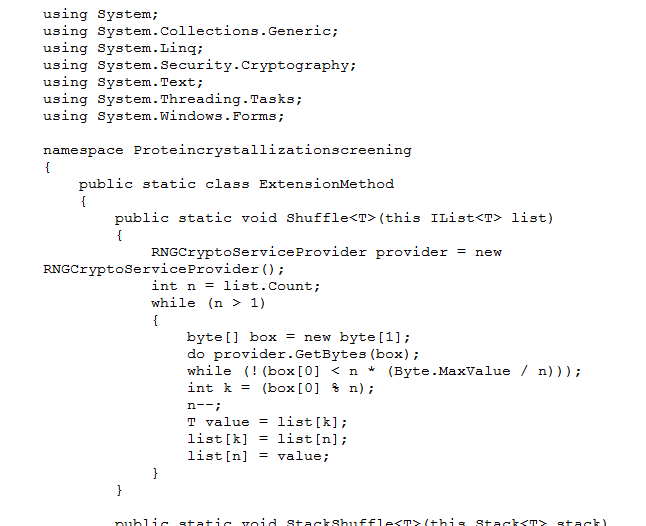 using System;
using System.Collections.Generic;
using System.Linq;
using System.Security.Cryptography;
using System.Text;
using System.Threading.Tasks;
using System.Windows.Forms;

namespace Proteincrystallizationscreening
{
    public static class ExtensionMethod
    {
        public static void Shuffle<T>(this IList<T> list)
        {
            RNGCryptoServiceProvider provider = new
RNGCryptoServiceProvider();
            int n = list.Count;
            while (n > 1)
            {
                byte[] box = new byte[1];
                do provider.GetBytes(box);
                while (!(box[0] < n * (Byte.MaxValue / n)));
                int k = (box[0] % n);
                n--;
                T value = list[k];
                list[k] = list[n];
                list[n] = value;
            }
        }

        public static void StackShuffle<T>(this Stack<T> stack)